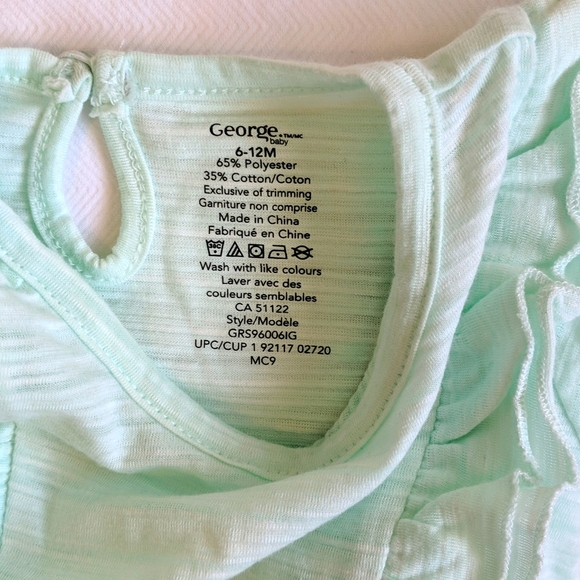 George.™/MC
baby
6-12M
65% Polyester
35% Cotton/Coton
Exclusive of trimming
Garniture non comprise
Made in China
Fabriqué en Chine
Wash with like colours
Laver avec des
couleurs semblables
CA 51122
Style/Modèle
GRS96006IG
UPC/CUP 1 92117 02720
MC9